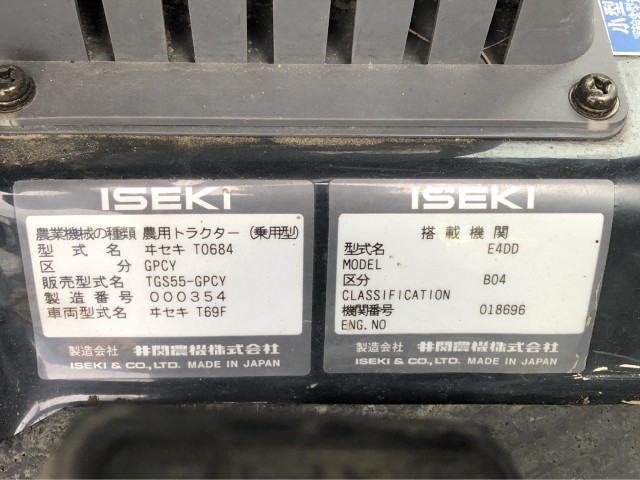 小型
ISEKI
農業機械の種類 農用トラクター (乗用型)
型式名 ヰセキ T0684
区分 GPCY
販売型式名 TGS55-GPCY
製造番号 000354
車両型式名 ヰセキ T69F
製造会社 井関農機株式会社
ISEKI & CO., LTD. MADE IN JAPAN
ISEKI
搭載機関
型式名 E4DD
MODEL
区分 B04
CLASSIFICATION
機関番号 018696
ENG. NO
製造会社 井関農機株式会社
ISEKI & CO., LTD. MADE IN JAPAN